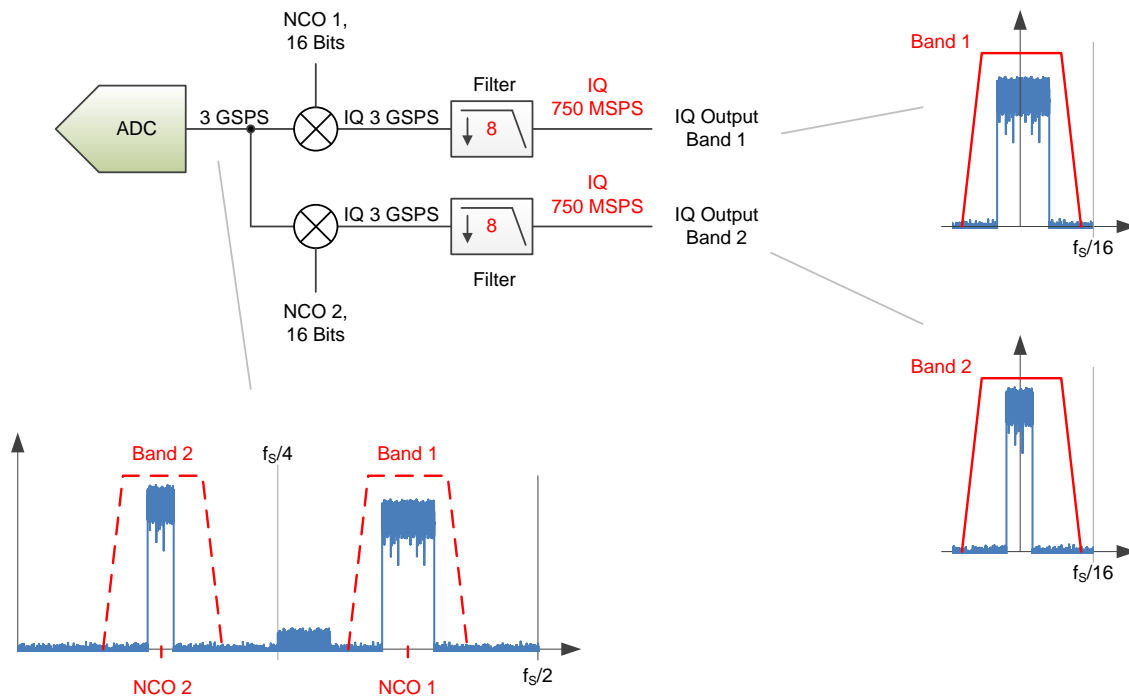 NCO 1,
16 Bits
ADC
3 GSPS
IQ 3 GSPS
Filter
8
IQ
750 MSPS
IQ Output
Band 1
IQ 3 GSPS
8
Filter
IQ
750 MSPS
IQ Output
Band 2
NCO 2,
16 Bits
Band 1
fS/16
Band 2
fS/16
Band 2
fS/4
Band 1
fS/2
NCO 2
NCO 1